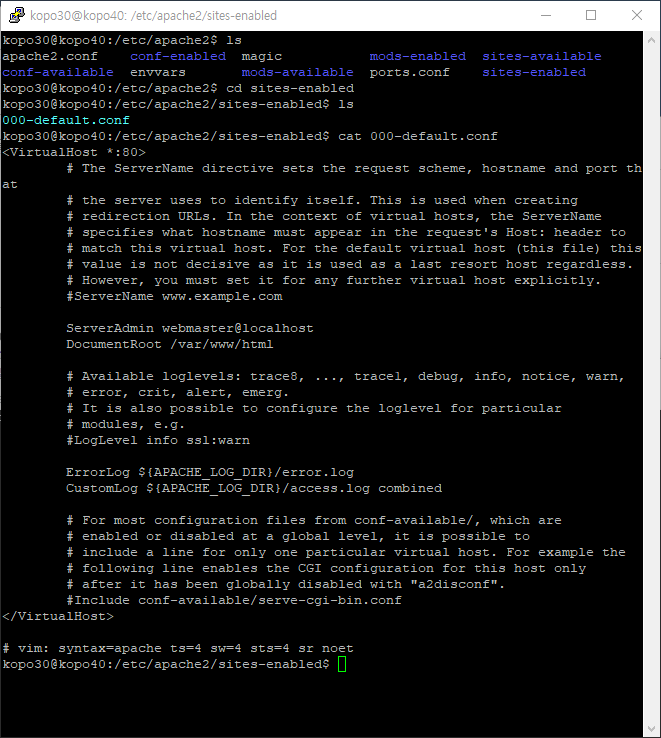 kopo30@kopo40: /etc/apache2/sites-enabled
kopo30@kopo40:/etc/apache2$ ls
apache2.conf    conf-enabled  magic           mods-enabled  sites-available
conf-available  envvars       mods-available  ports.conf    sites-enabled
kopo30@kopo40:/etc/apache2$ cd sites-enabled
kopo30@kopo40:/etc/apache2/sites-enabled$ ls
000-default.conf
kopo30@kopo40:/etc/apache2/sites-enabled$ cat 000-default.conf
<VirtualHost *:80>
        # The ServerName directive sets the request scheme, hostname and port th
at
        # the server uses to identify itself. This is used when creating
        # redirection URLs. In the context of virtual hosts, the ServerName
        # specifies what hostname must appear in the request's Host: header to
        # match this virtual host. For the default virtual host (this file) this
        # value is not decisive as it is used as a last resort host regardless.
        # However, you must set it for any further virtual host explicitly.
        #ServerName www.example.com

        ServerAdmin webmaster@localhost
        DocumentRoot /var/www/html

        # Available loglevels: trace8, ..., trace1, debug, info, notice, warn,
        # error, crit, alert, emerg.
        # It is also possible to configure the loglevel for particular
        # modules, e.g.
        #LogLevel info ssl:warn

        ErrorLog ${APACHE_LOG_DIR}/error.log
        CustomLog ${APACHE_LOG_DIR}/access.log combined

        # For most configuration files from conf-available/, which are
        # enabled or disabled at a global level, it is possible to
        # include a line for only one particular virtual host. For example the
        # following line enables the CGI configuration for this host only
        # after it has been globally disabled with "a2disconf".
        #Include conf-available/serve-cgi-bin.conf
</VirtualHost>

# vim: syntax=apache ts=4 sw=4 sts=4 sr noet
kopo30@kopo40:/etc/apache2/sites-enabled$